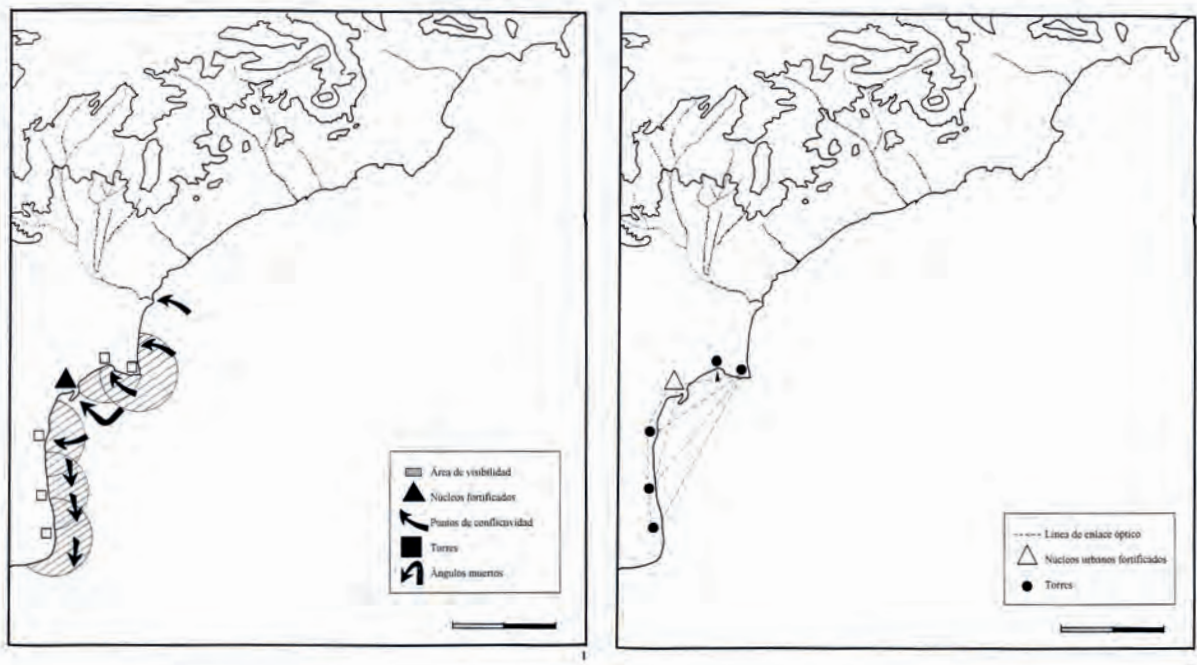 Área de visibilidad
Núcleos fortificados
Puntos de conflictividad
Torres
Ángulos muertos
1
Línea de enlace óptico
Núcleos urbanos fortificados
Torres